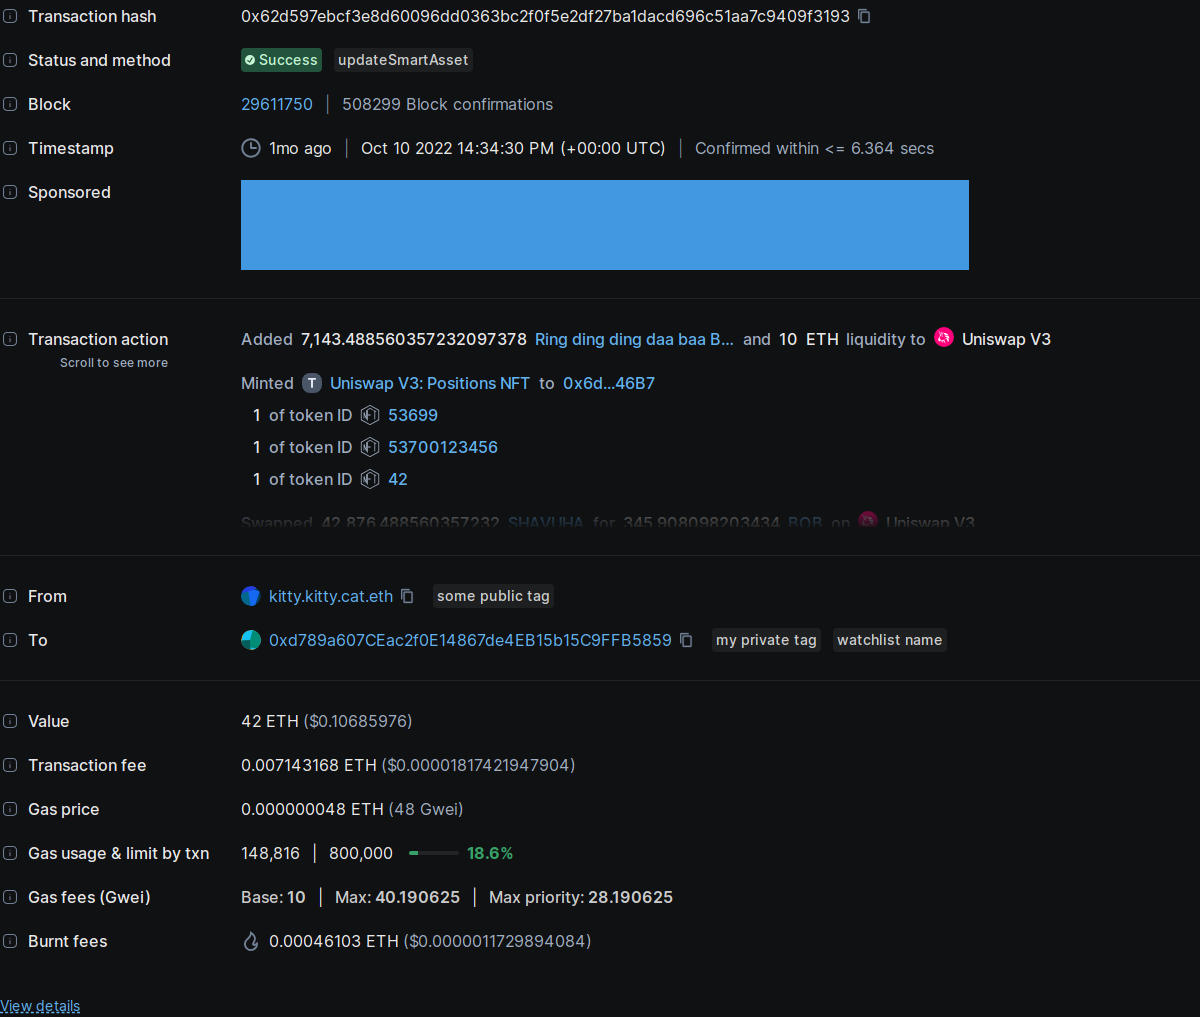 Transaction hash 0x62d597ebcf3e8d60096dd0363bc2f0f5e2df27ba1dacd696c51aa7c9409f3193
Status and method Success updateSmartAsset
Block 29611750 | 508299 Block confirmations
Timestamp 1mo ago | Oct 10 2022 14:34:30 PM (+00:00 UTC) | Confirmed within <= 6.364 secs
Sponsored
Transaction action Added 7,143.488560357232097378 Ring ding ding daa baa B... and 10 ETH liquidity to Uniswap V3
Scroll to see more
Minted T Uniswap V3: Positions NFT to 0x6d...46B7
1 of token ID NFT 53699
1 of token ID NFT 53700123456
1 of token ID NFT 42
Swapped 42,876.488560357232 SHAVUHA for 345.908098203434 BOB on Uniswap V3
From kitty.kitty.cat.eth some public tag
To 0xd789a607CEac2f0E14867de4EB15b15C9FFB5859 my private tag watchlist name
Value 42 ETH ($0.10685976)
Transaction fee 0.007143168 ETH ($0.00001817421947904)
Gas price 0.000000048 ETH (48 Gwei)
Gas usage & limit by txn 148,816 | 800,000 18.6%
Gas fees (Gwei) Base: 10 | Max: 40.190625 | Max priority: 28.190625
Burnt fees 0.00046103 ETH ($0.0000011729894084)
View details